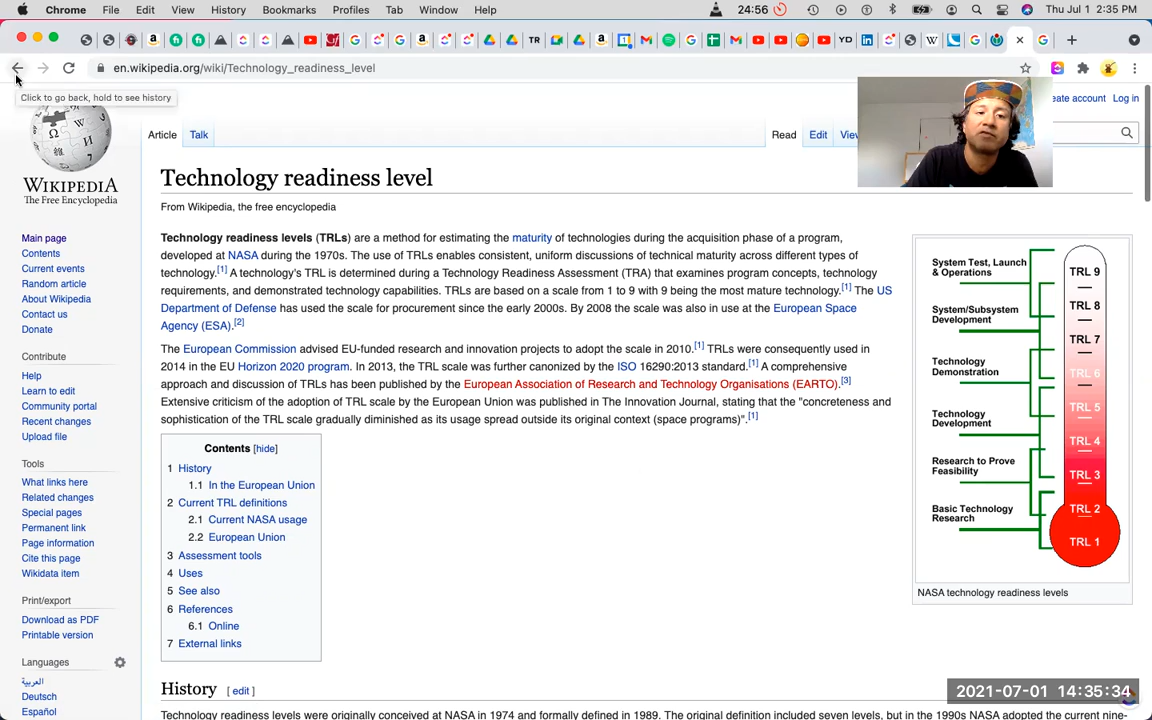 Chrome File Edit View History Bookmarks Profiles Tab Window Help 24:56 Thu Jul 1 2:35 PM
en.wikipedia.org/wiki/Technology_readiness_level
Click to go back, hold to see history
eate account Log in
Article Talk Read Edit Viev
WIKIPEDIA
The Free Encyclopedia
Main page
Contents
Current events
Random article
About Wikipedia
Contact us
Donate
Contribute
Help
Learn to edit
Community portal
Recent changes
Upload file
Tools
What links here
Related changes
Special pages
Permanent link
Page information
Cite this page
Wikidata item
Print/export
Download as PDF
Printable version
Languages
العربية
Deutsch
Español
Technology readiness level
From Wikipedia, the free encyclopedia
Technology readiness levels (TRLs) are a method for estimating the maturity of technologies during the acquisition phase of a program,
developed at NASA during the 1970s. The use of TRLs enables consistent, uniform discussions of technical maturity across different types of
technology.[1] A technology's TRL is determined during a Technology Readiness Assessment (TRA) that examines program concepts, technology
requirements, and demonstrated technology capabilities. TRLs are based on a scale from 1 to 9 with 9 being the most mature technology.[1] The US
Department of Defense has used the scale for procurement since the early 2000s. By 2008 the scale was also in use at the European Space
Agency (ESA).[2]
The European Commission advised EU-funded research and innovation projects to adopt the scale in 2010.[1] TRLs were consequently used in
2014 in the EU Horizon 2020 program. In 2013, the TRL scale was further canonized by the ISO 16290:2013 standard.[1] A comprehensive
approach and discussion of TRLs has been published by the European Association of Research and Technology Organisations (EARTO).[3]
Extensive criticism of the adoption of TRL scale by the European Union was published in The Innovation Journal, stating that the "concreteness and
sophistication of the TRL scale gradually diminished as its usage spread outside its original context (space programs)".[1]
Contents [hide]
1 History
1.1 In the European Union
2 Current TRL definitions
2.1 Current NASA usage
2.2 European Union
3 Assessment tools
4 Uses
5 See also
6 References
6.1 Online
7 External links
System Test, Launch
& Operations
System/Subsystem
Development
Technology
Demonstration
Technology
Development
Research to Prove
Feasibility
Basic Technology
Research
TRL 9
TRL 8
TRL 7
TRL 6
TRL 5
TRL 4
TRL 3
TRL 2
TRL 1
NASA technology readiness levels
History [ edit ]
Technology readiness levels were originally conceived at NASA in 1974 and formally defined in 1989. The original definition included seven levels, but in the 1990s NASA adopted the current nine-
2021-07-01 14:35:34